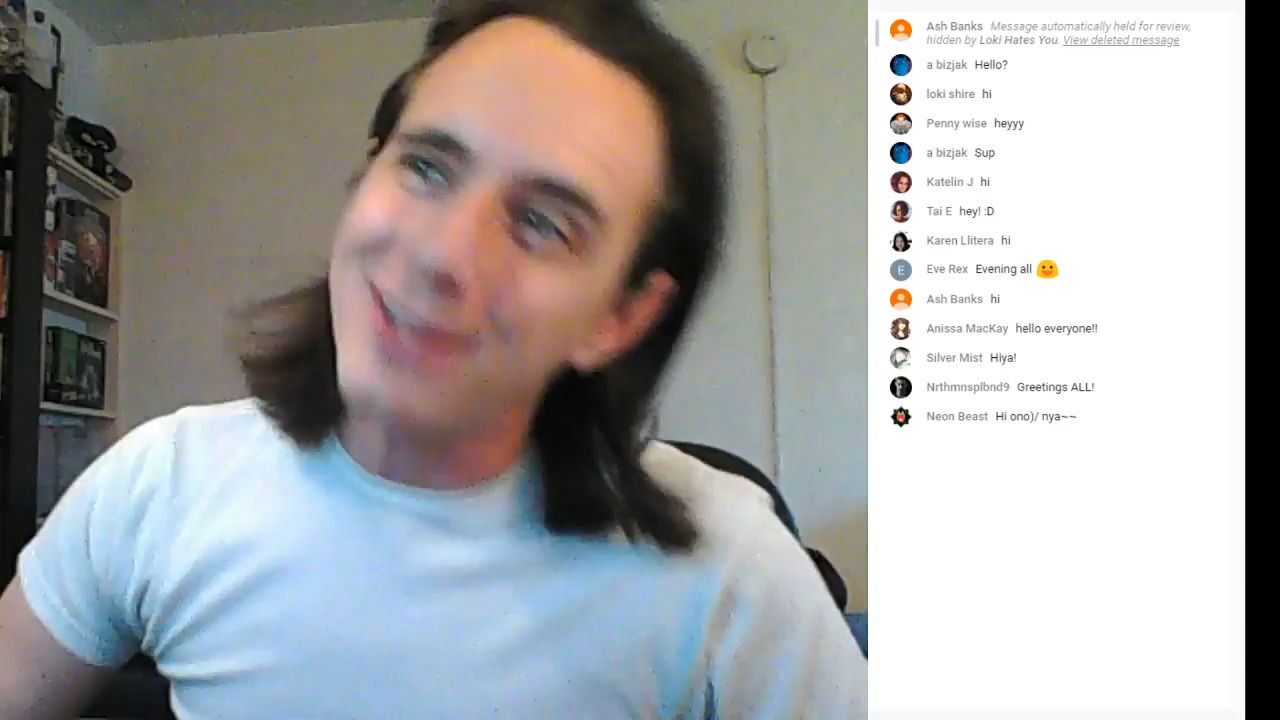 Ash Banks Message automatically held for review,
hidden by Loki Hates You. View deleted message
a bizjak Hello?
loki shire hi
Penny wise heyyy
a bizjak Sup
Katelin J hi
Tai E hey! :D
Karen Llitera hi
E Eve Rex Evening all
Ash Banks hi
Anissa MacKay hello everyone!!
Silver Mist Hiya!
Nrthmnsplbnd9 Greetings ALL!
Neon Beast Hi ono)/ nya~~